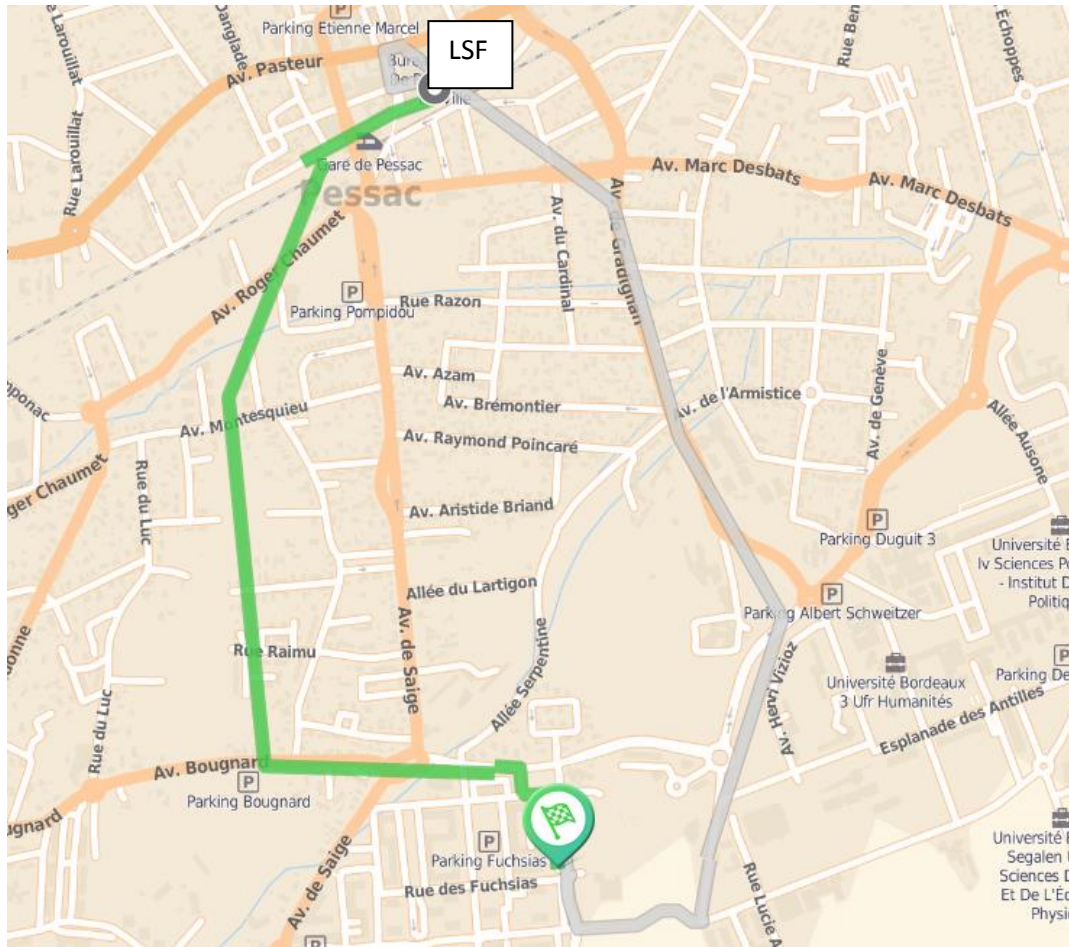 Parking Etienne Marcel
LSF
Danglade
Larouillat
Av. Pasteur
Rue Larouillat
Échoppes
Gare de Pessac
Pessac
Av. Marc Desbats
Av. Marc Desbats
Av. Roger Chaumet
Av. du Cardinal
Parking Pompidou
Rue Razon
Av. Azam
Av. Brémontier
Av. de l'Armistice
Av. Montesquieu
Av. Raymond Poincaré
Av. de Genève
Allée Ausone
Rue du Luc
Av. Aristide Briand
Parking Duguit 3
Allée du Lartigon
Parking Albert Schweitzer
Av. de Saige
Rue Raimu
Allée Serpentine
Av. Henri Vizioz
Université Bordeaux
3 Ufr Humanités
Esplanade des Antilles
Rue du Luc
Av. Bougnard
Parking Bougnard
Parking Fuchsias
Rue des Fuchsias
Av. de Saige